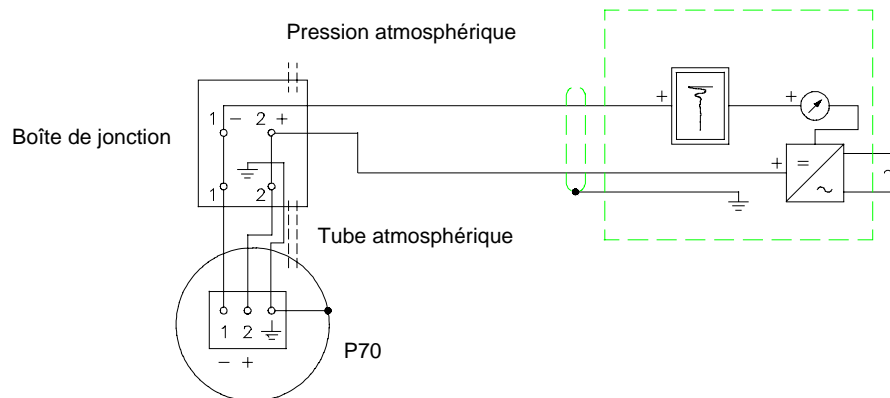 Pression atmosphérique
+ +
1 - 2 +
Boîte de jonction
+ =
~ ~
1 2
Tube atmosphérique
1 2
- +
P70